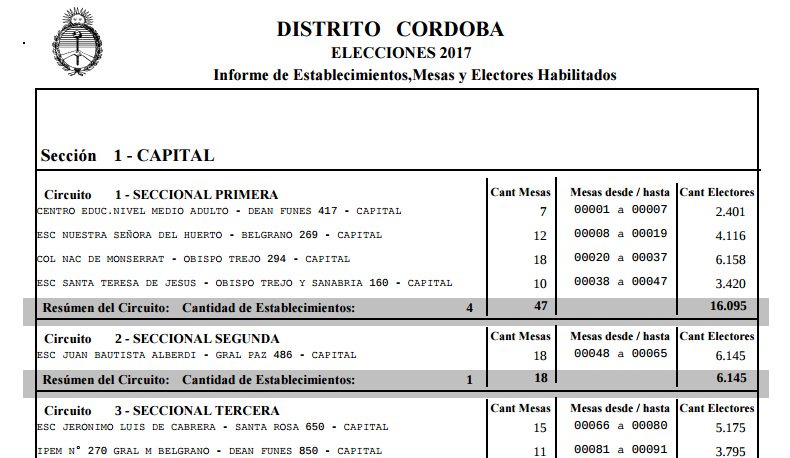 DISTRITO CORDOBA
ELECCIONES 2017
Informe de Establecimientos,Mesas y Electores Habilitados
Sección 1 - CAPITAL
Circuito 1 - SECCIONAL PRIMERA Cant Mesas Mesas desde / hasta Cant Electores
CENTRO EDUC.NIVEL MEDIO ADULTO - DEAN FUNES 417 - CAPITAL 7 00001 a 00007 2.401
ESC NUESTRA SEÑORA DEL HUERTO - BELGRANO 269 - CAPITAL 12 00008 a 00019 4.116
COL NAC DE MONSERRAT - OBISPO TREJO 294 - CAPITAL 18 00020 a 00037 6.158
ESC SANTA TERESA DE JESUS - OBISPO TREJO Y SANABRIA 160 - CAPITAL 10 00038 a 00047 3.420
Resúmen del Circuito: Cantidad de Establecimientos: 4 47 16.095
Circuito 2 - SECCIONAL SEGUNDA Cant Mesas Mesas desde / hasta Cant Electores
ESC JUAN BAUTISTA ALBERDI - GRAL PAZ 486 - CAPITAL 18 00048 a 00065 6.145
Resúmen del Circuito: Cantidad de Establecimientos: 1 18 6.145
Circuito 3 - SECCIONAL TERCERA Cant Mesas Mesas desde / hasta Cant Electores
ESC JERONIMO LUIS DE CABRERA - SANTA ROSA 650 - CAPITAL 15 00066 a 00080 5.175
IPEM N° 270 GRAL M BELGRANO - DEAN FUNES 850 - CAPITAL 11 00081 a 00091 3.795